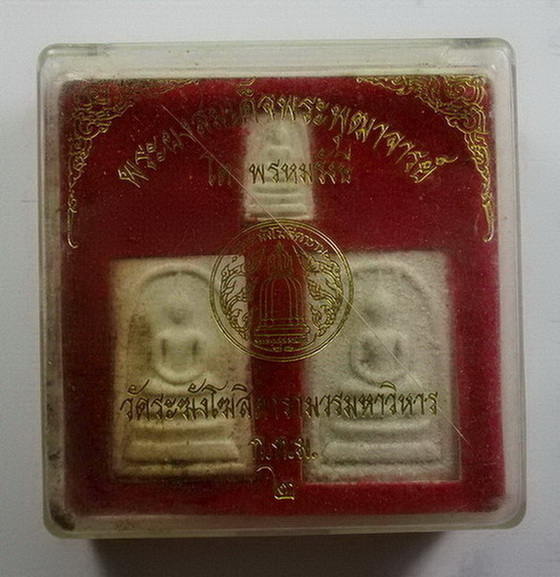 พระผงสมเด็จพระพุฒาจารย์
โต พรหมรังสี
วัดระฆังโฆสิตารามวรมหาวิหาร
ก.ท.ม.
๒